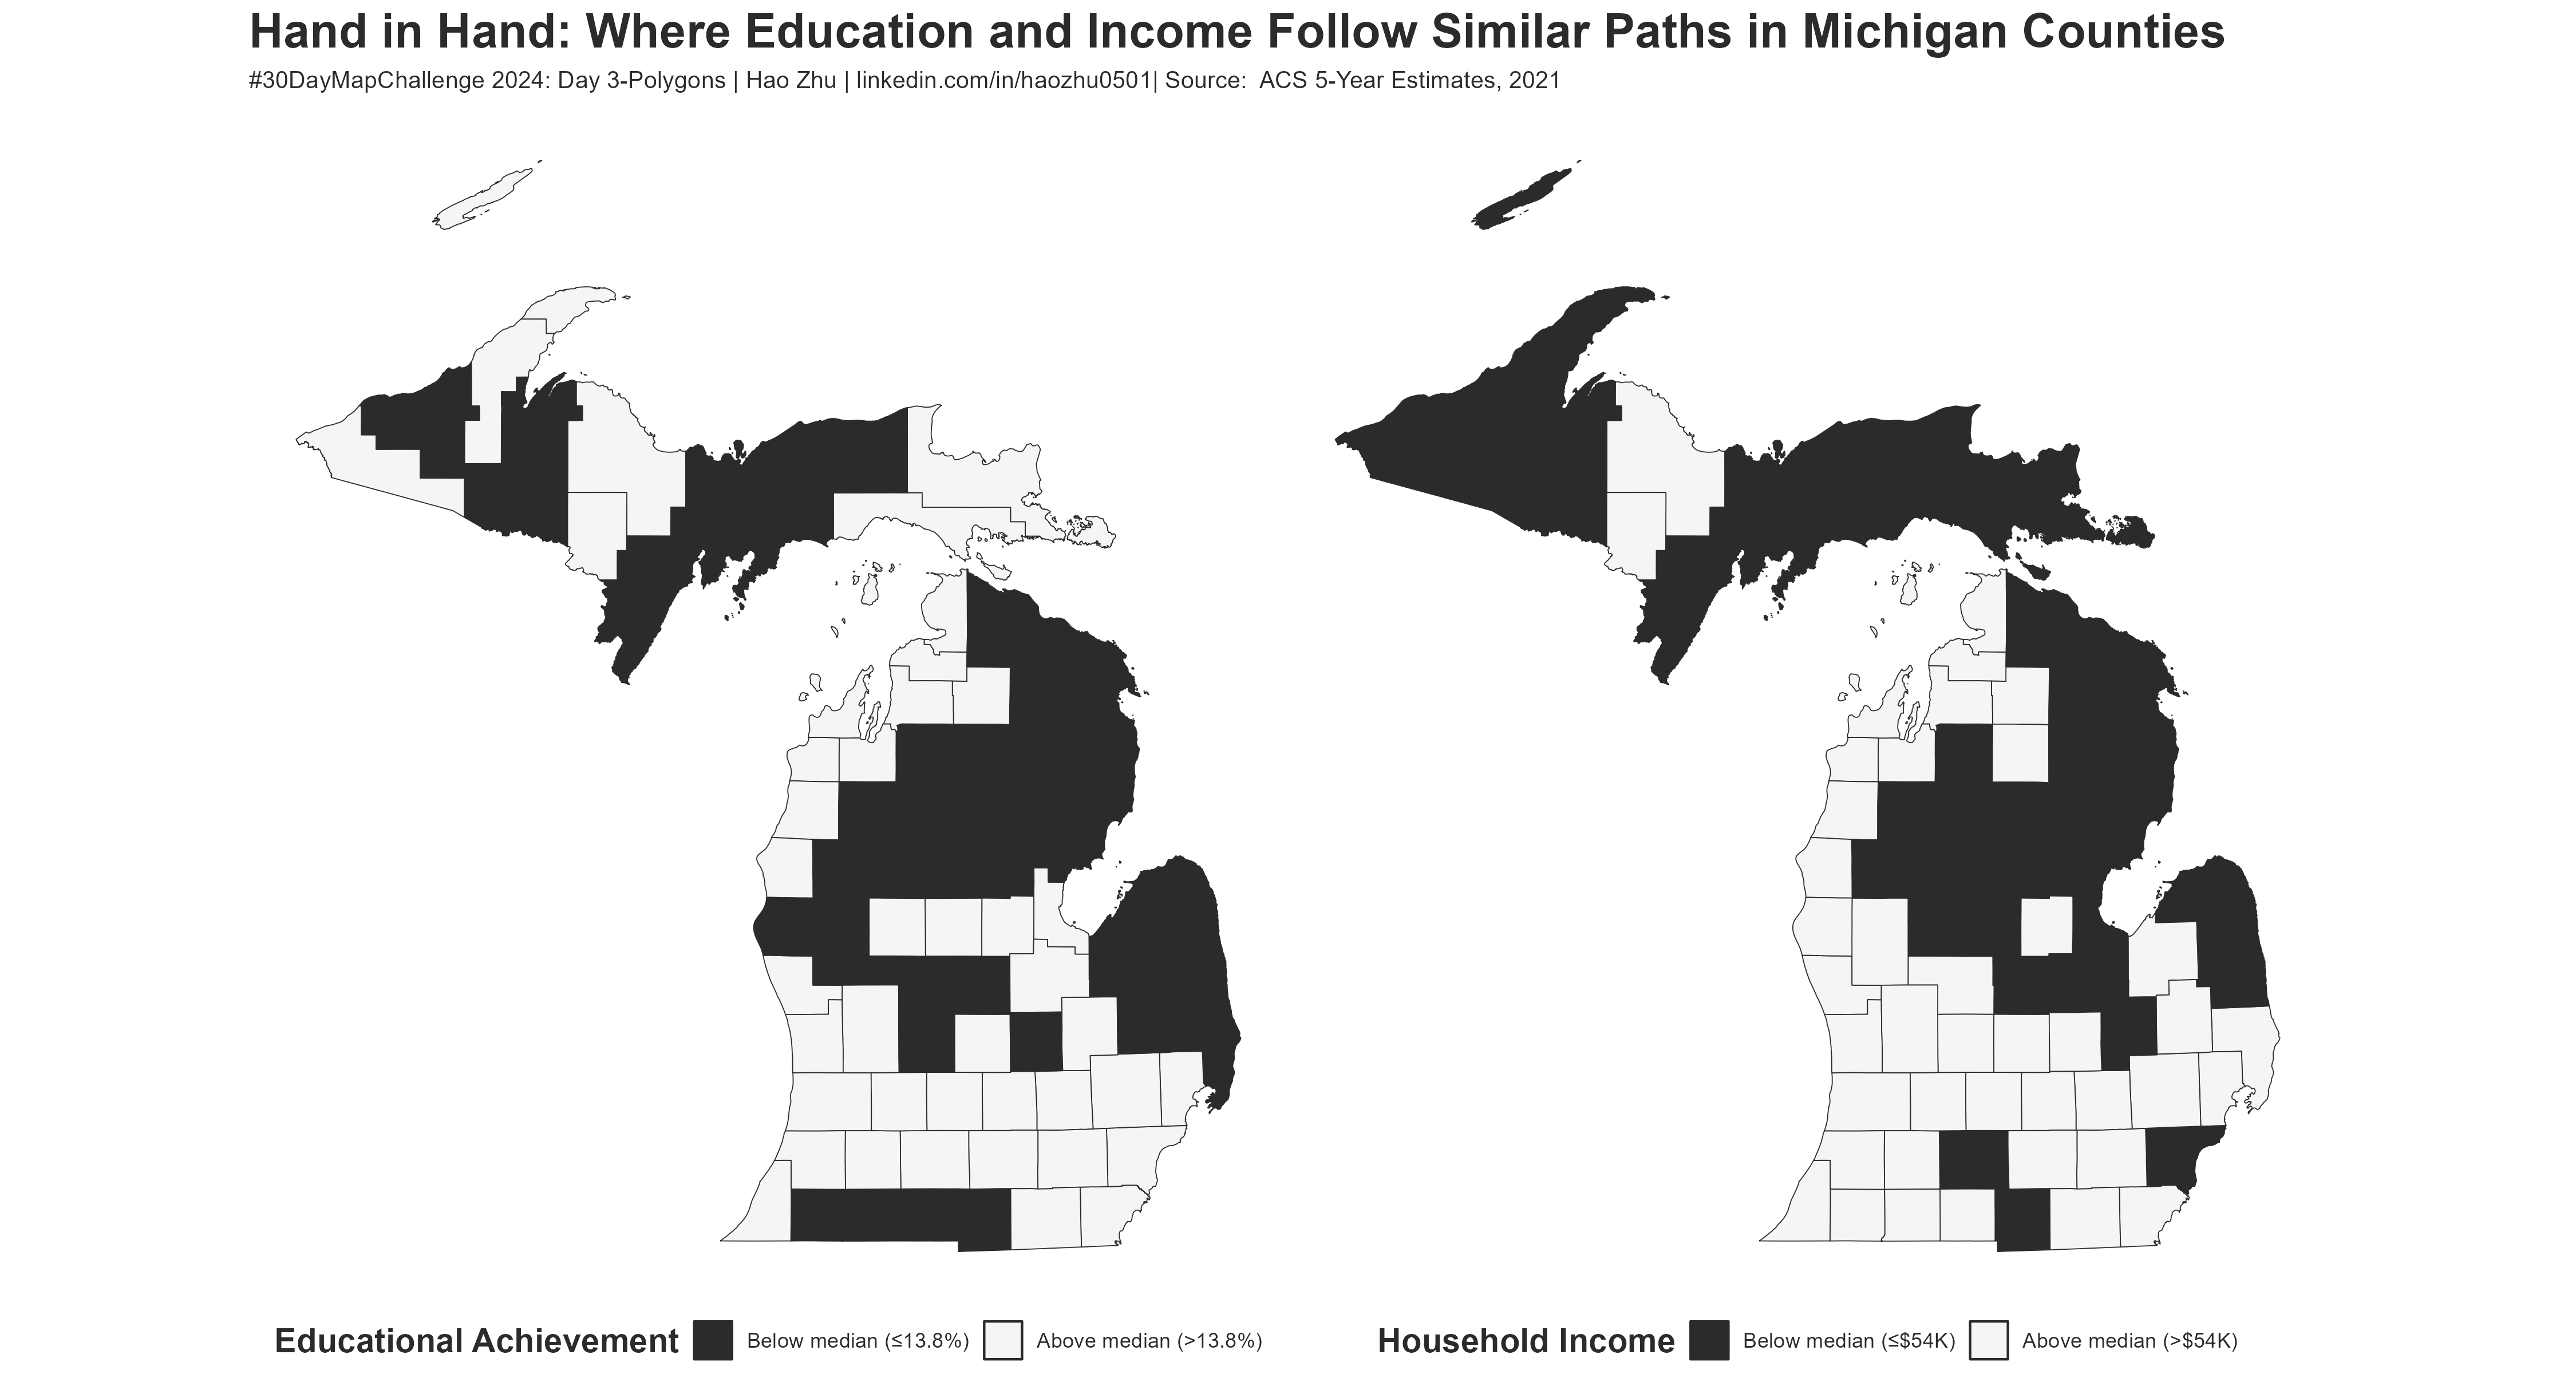 Hand in Hand: Where Education and Income Follow Similar Paths in Michigan Counties
#30DayMapChallenge 2024: Day 3-Polygons | Hao Zhu | linkedin.com/in/haozhu0501| Source:  ACS 5-Year Estimates, 2021
Educational Achievement Below median (≤13.8%) Above median (>13.8%)
Household Income Below median (≤$54K) Above median (>$54K)